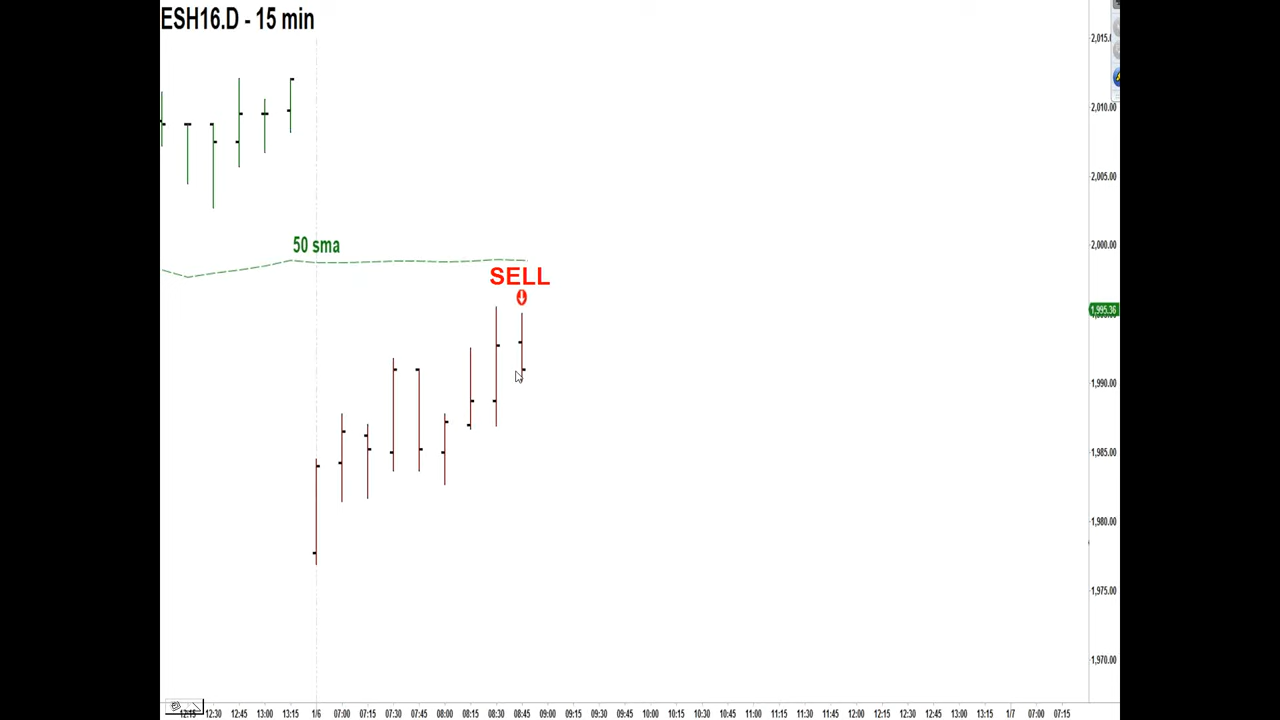 ESH16.D - 15 min
2,015.
2,010.00
2,005.00
50 sma
2,000.00
SELL
1,995.36
1,990.00
1,985.00
1,980.00
1,975.00
1,970.00
12:15 12:30 12:45 13:00 13:15 1/6 07:00 07:15 07:30 07:45 08:00 08:15 08:30 08:45 09:00 09:15 09:30 09:45 10:00 10:15 10:30 10:45 11:00 11:15 11:30 11:45 12:00 12:15 12:30 12:45 13:00 13:15 1/7 07:00 07:15